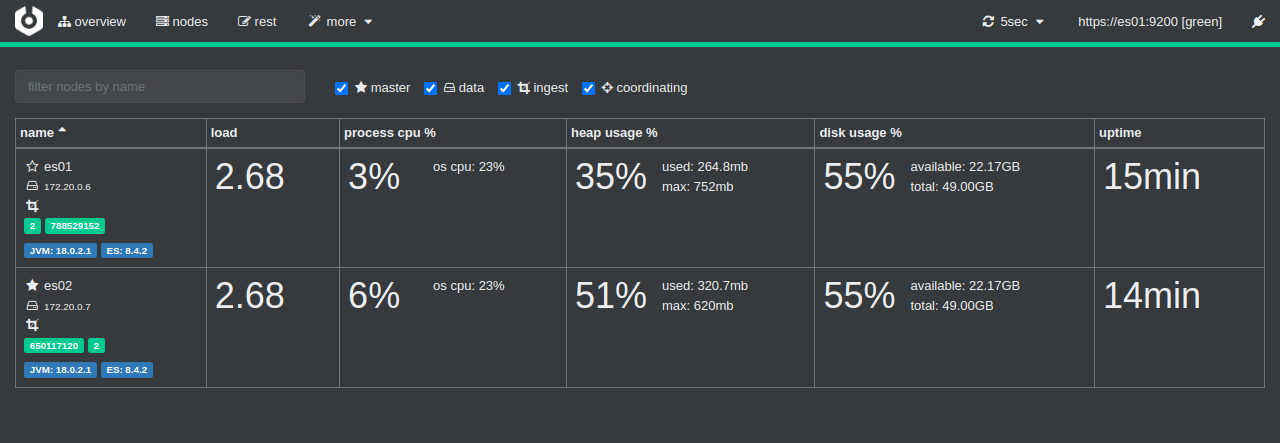 overview nodes rest more 5sec https://es01:9200 [green]
filter nodes by name master data ingest coordinating
name load process cpu % heap usage % disk usage % uptime
es01 2.68 3% os cpu: 23% 35% used: 264.8mb 55% available: 22.17GB 15min
172.20.0.6 max: 752mb total: 49.00GB
2 788529152
JVM: 18.0.2.1 ES: 8.4.2
es02 2.68 6% os cpu: 23% 51% used: 320.7mb 55% available: 22.17GB 14min
172.20.0.7 max: 620mb total: 49.00GB
650117120 2
JVM: 18.0.2.1 ES: 8.4.2